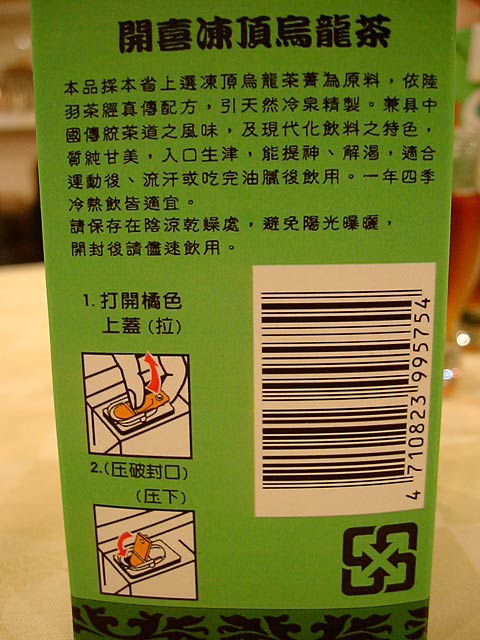 開喜凍頂烏龍茶
本品採本省上選凍頂烏龍茶菁為原料，依陸
羽茶經真傳配方，引天然冷泉精製。兼具中
國傳統茶道之風味，及現代化飲料之特色，
質純甘美，入口生津，能提神、解渴，適合
運動後、流汗或吃完油膩後飲用。一年四季
冷熱飲皆適宜。
請保存在陰涼乾燥處，避免陽光曝曬，
開封後請儘速飲用。
1. 打開橘色
上蓋(拉)
2.(压破封口)
(压下)
4 710823 995754